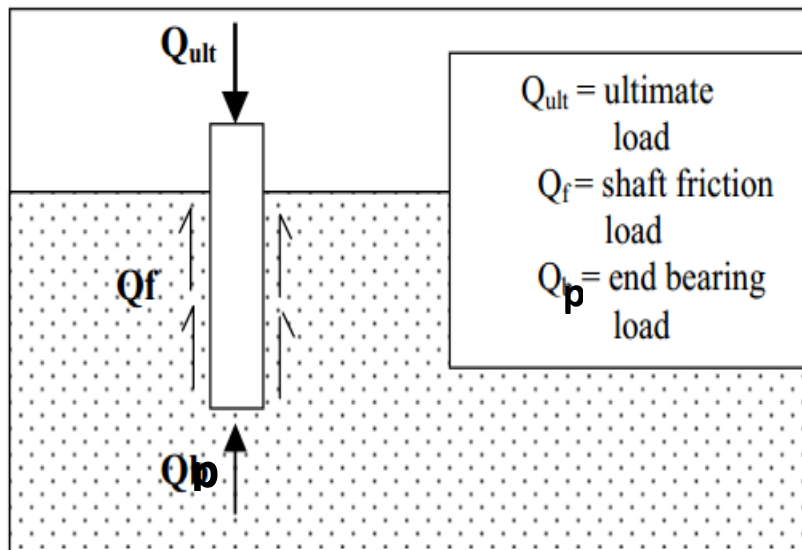 Qult
Qult = ultimate
load
Qf = shaft friction
load
Qf
Qp = end bearing
load
Qp